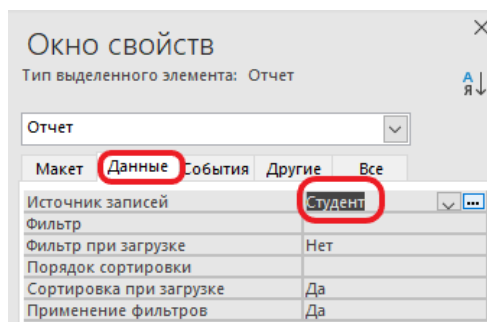 Окно свойств
Тип выделенного элемента: Отчет
А
Я
Отчет
Макет Данные События Другие Все
Источник записей Студент
Фильтр
Фильтр при загрузке Нет
Порядок сортировки
Сортировка при загрузке Да
Применение фильтров Да